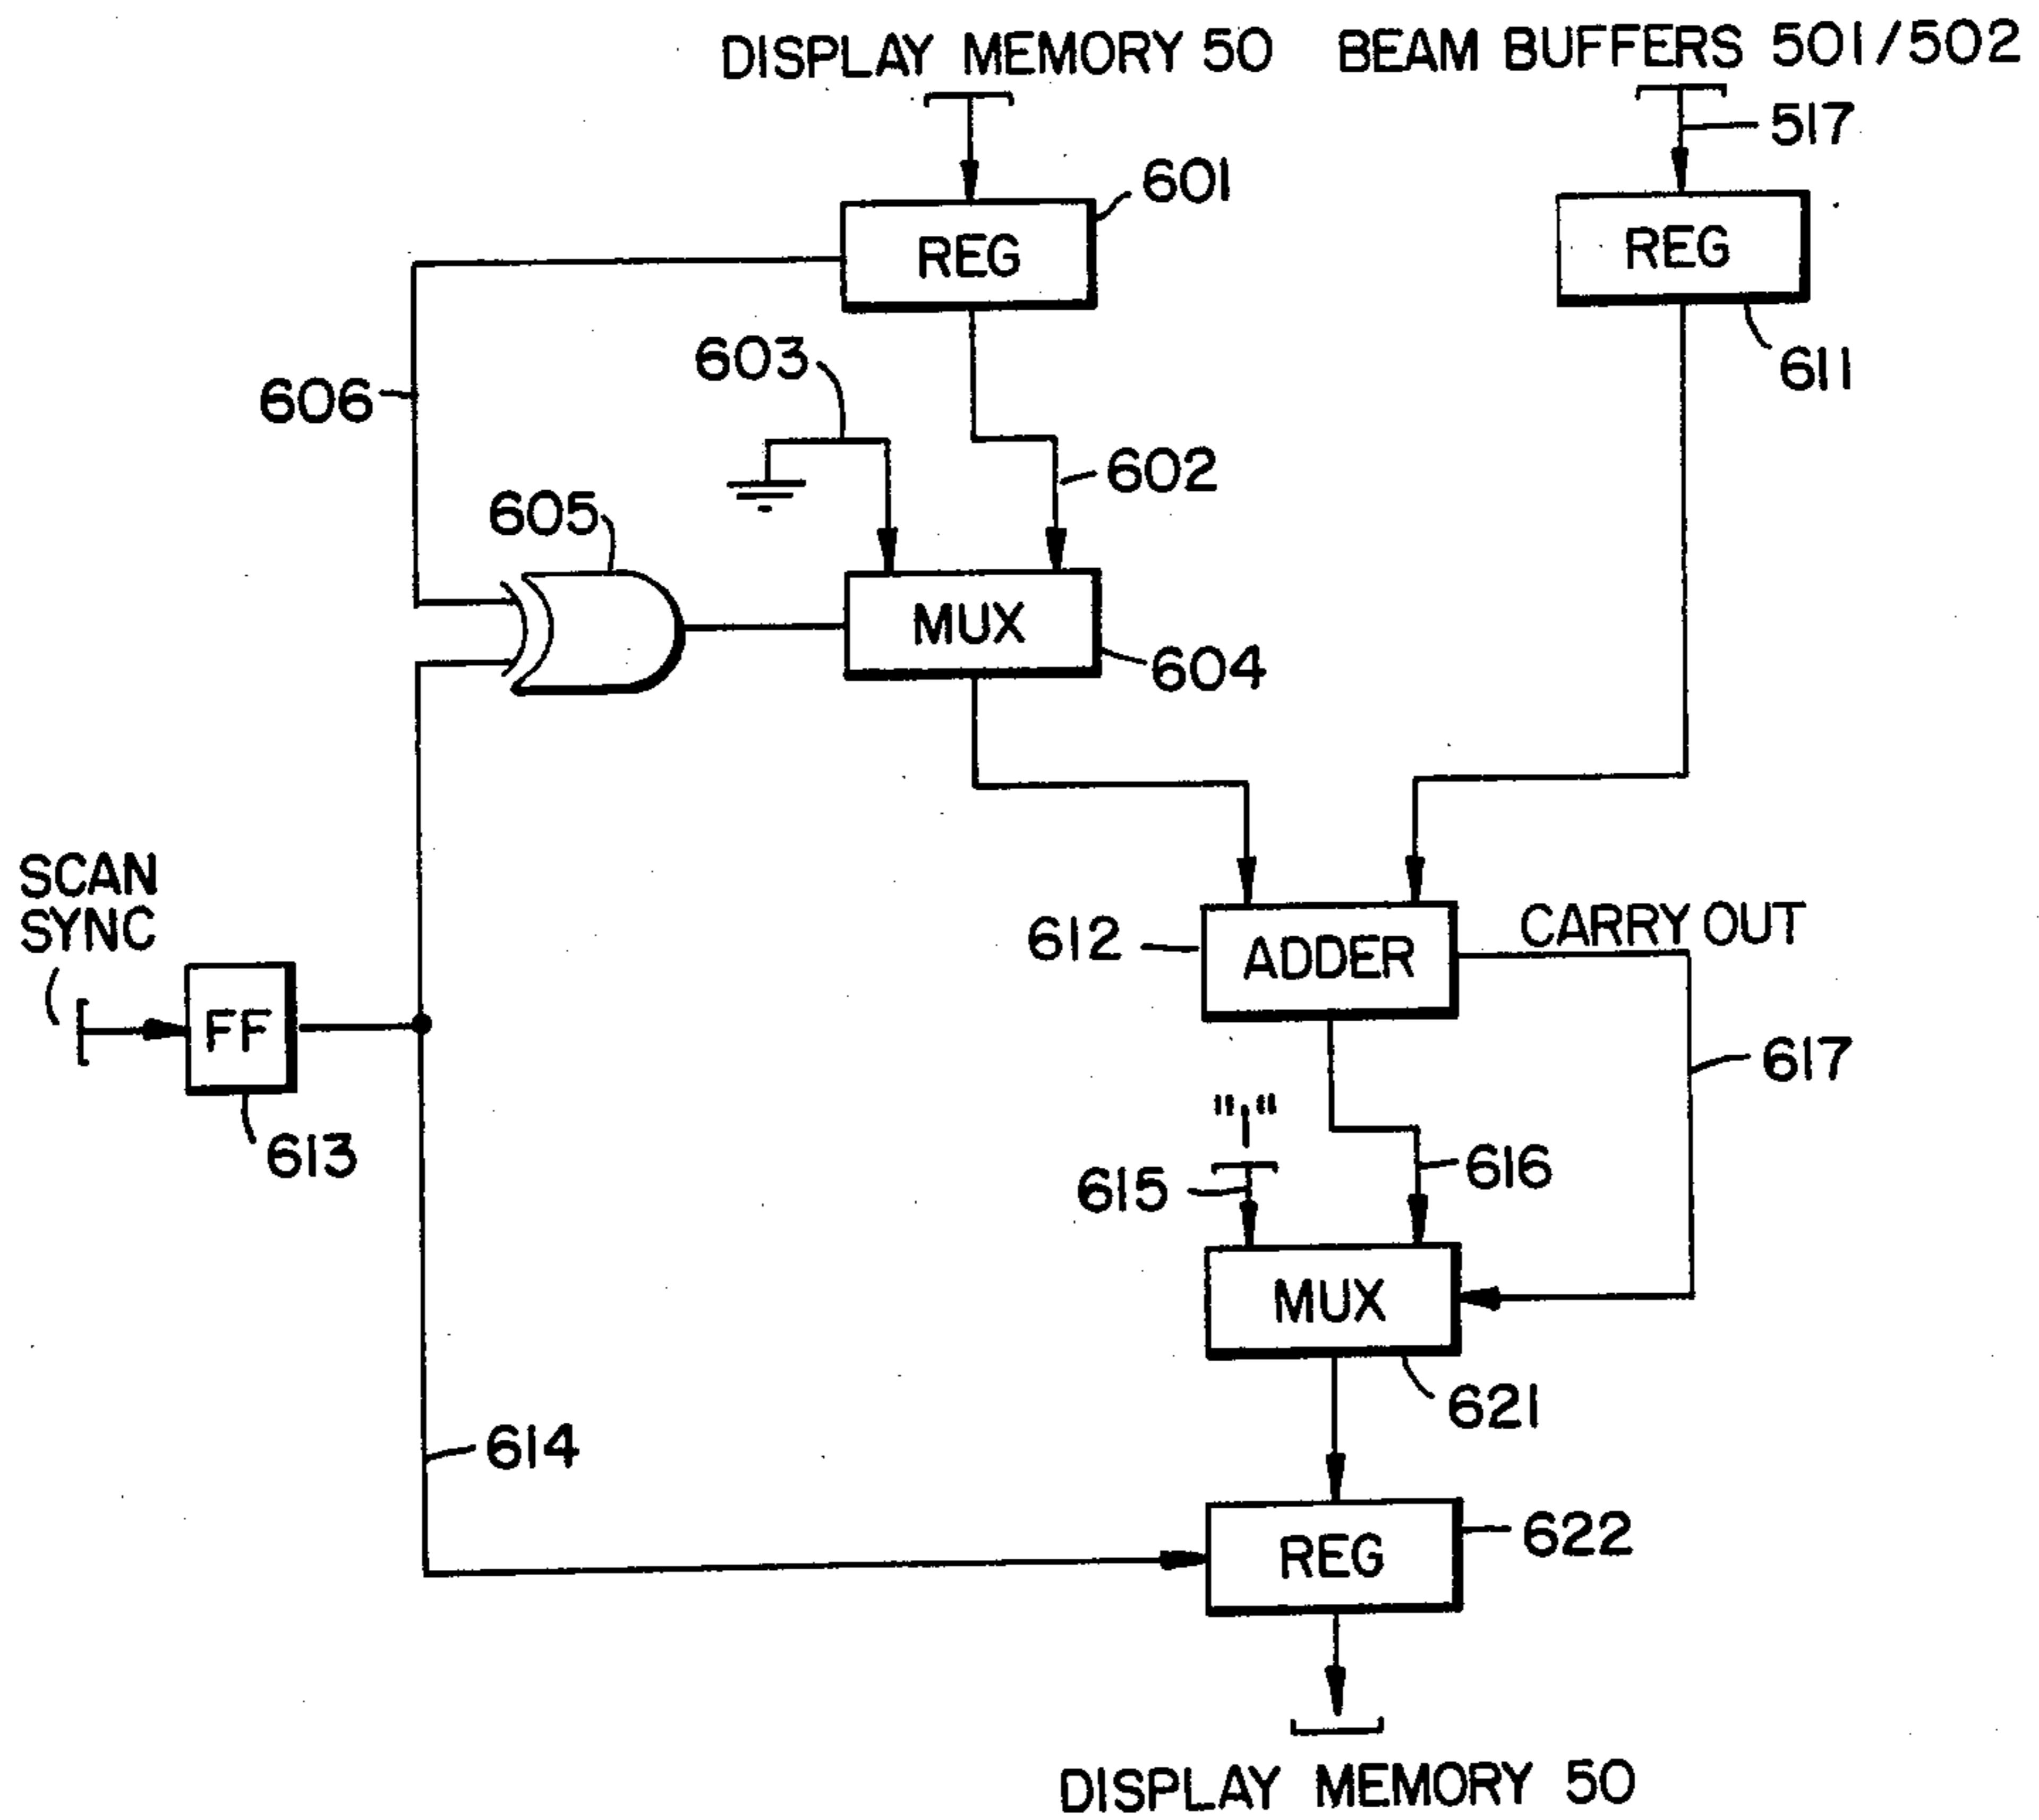 DISPLAY MEMORY 50
BEAM BUFFERS 501/502
517
601
REG
REG
603
611
606
602
605
MUX
604
SCAN
SYNC
612
ADDER
CARRY OUT
FF
617
"1"
613
616
615
MUX
621
614
622
REG
DISPLAY MEMORY 50